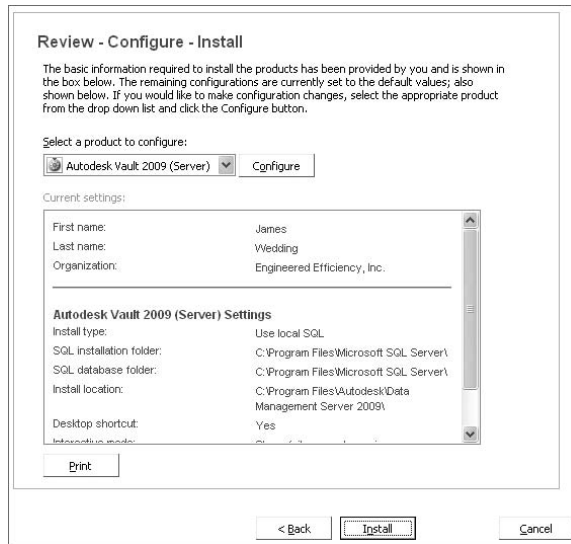 Review - Configure - Install
The basic information required to install the products has been provided by you and is shown in
the box below. The remaining configurations are currently set to the default values; also
shown below. If you would like to make configuration changes, select the appropriate product
from the drop down list and click the Configure button.
Select a product to configure:
Autodesk Vault 2009 (Server) Configure
Current settings:
First name: James
Last name: Wedding
Organization: Engineered Efficiency, Inc.
Autodesk Vault 2009 (Server) Settings
Install type: Use local SQL
SQL installation folder: C:\Program Files\Microsoft SQL Server\
SQL database folder: C:\Program Files\Microsoft SQL Server\
Install location: C:\Program Files\Autodesk\Data
Management Server 2009\
Desktop shortcut: Yes
Print
< Back Install Cancel